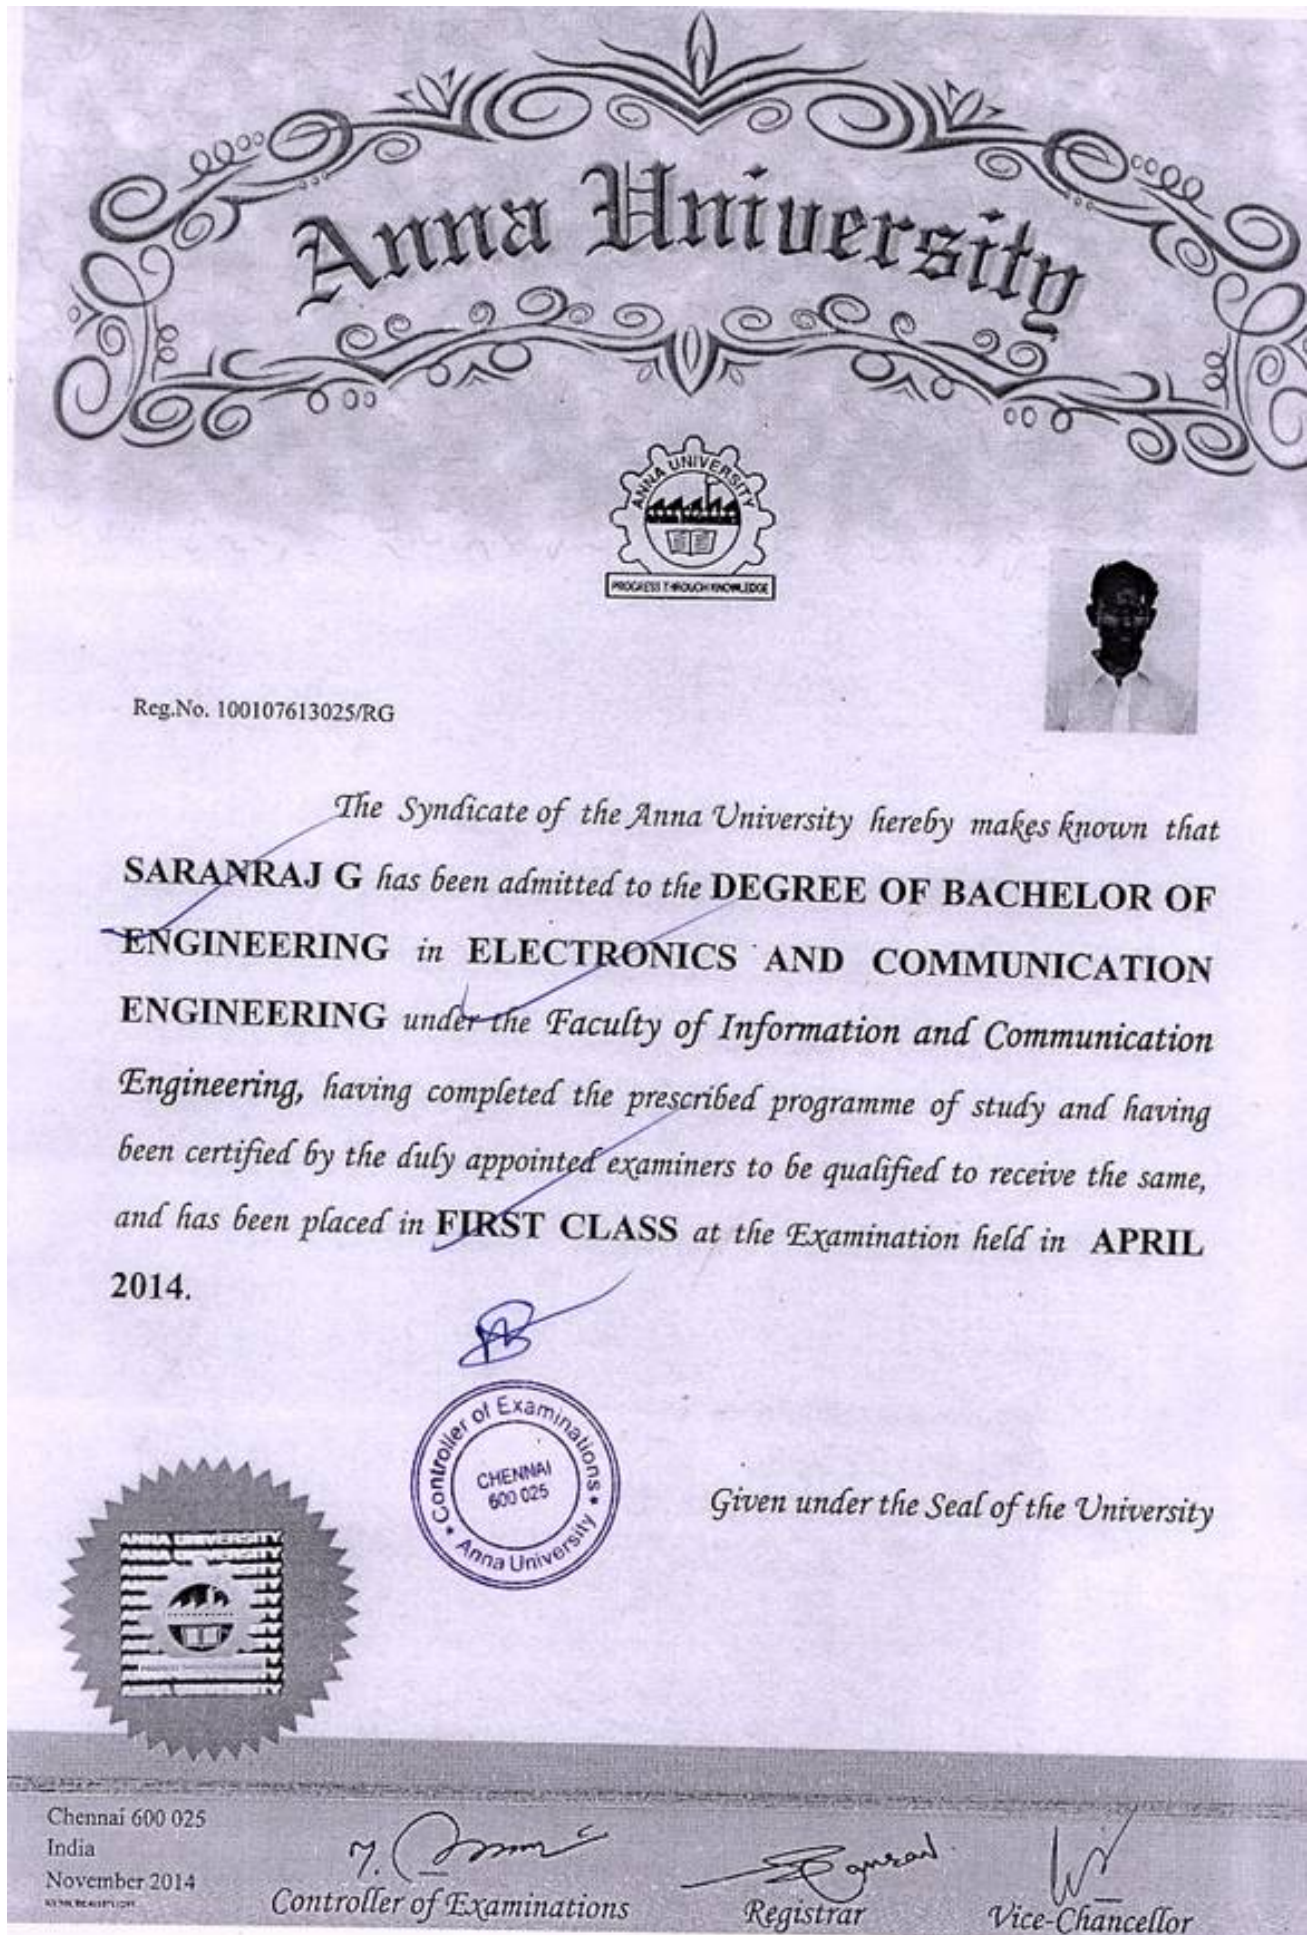 Anna University
ANNA UNIVERSITY
PROGRESS THROUGH KNOWLEDGE
Reg.No. 100107613025/RG
The Syndicate of the Anna University hereby makes known that
SARANRAJ G has been admitted to the DEGREE OF BACHELOR OF
ENGINEERING in ELECTRONICS AND COMMUNICATION
ENGINEERING under the Faculty of Information and Communication
Engineering, having completed the prescribed programme of study and having
been certified by the duly appointed examiners to be qualified to receive the same,
and has been placed in FIRST CLASS at the Examination held in APRIL
2014.
Controller of Examinations
CHENNAI
600 025
Anna University
Given under the Seal of the University
ANNA UNIVERSITY
ANNA UNIVERSITY
Chennai 600 025
India
November 2014
Controller of Examinations
Registrar
Vice-Chancellor